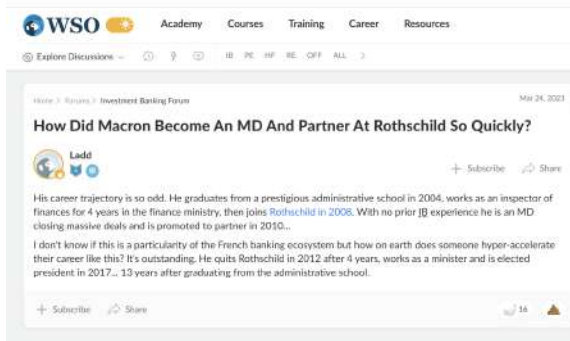 WSO
Academy Courses Training Career Resources
Explore Discussions
IB PE HF RE OFF ALL
Home > Forums > Investment Banking Forum
Mar 24, 2023
How Did Macron Become An MD And Partner At Rothschild So Quickly?
Ladd
+ Subscribe Share
His career trajectory is so odd. He graduates from a prestigious administrative school in 2004, works as an inspector of
finances for 4 years in the finance ministry, then joins Rothschild in 2008. With no prior IB experience he is an MD
closing massive deals and is promoted to partner in 2010...
I don't know if this is a particularity of the French banking ecosystem but how on earth does someone hyper-accelerate
their career like this? It's outstanding. He quits Rothschild in 2012 after 4 years, works as a minister and is elected
president in 2017... 13 years after graduating from the administrative school.
+ Subscribe Share
16